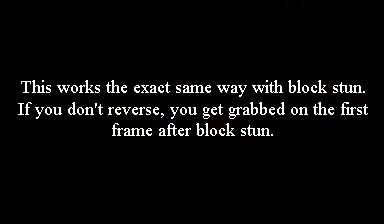 This works the exact same way with block stun.
If you don't reverse, you get grabbed on the first
frame after block stun.